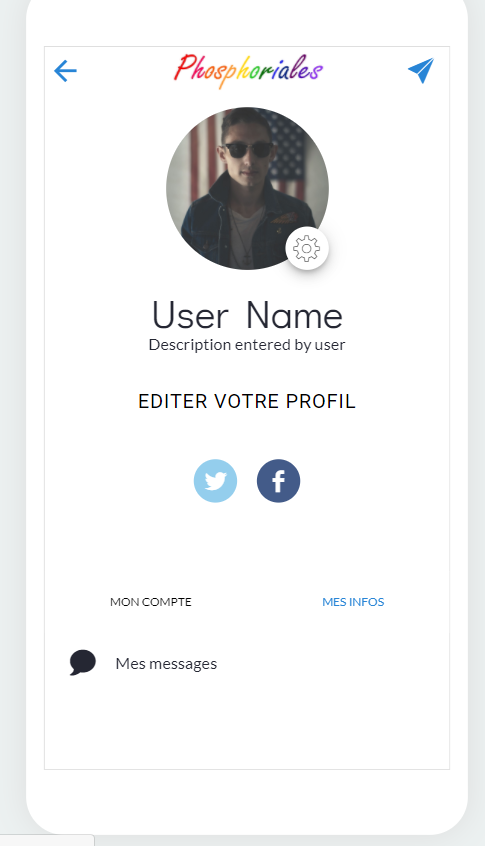 Phosphoriales
User Name
Description entered by user
EDITER VOTRE PROFIL
MON COMPTE
MES INFOS
Mes messages